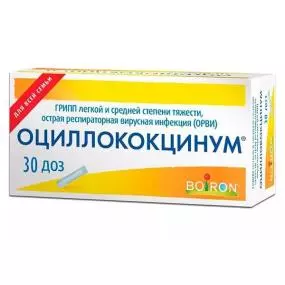 ДЛЯ ВСЕЙ СЕМЬИ
ГРИПП ЛЕГКОЙ И СРЕДНЕЙ СТЕПЕНИ ТЯЖЕСТИ,
ОСТРАЯ РЕСПИРАТОРНАЯ ВИРУСНАЯ ИНФЕКЦИЯ (ОРВИ)
ОЦИЛЛОКОКЦИНУМ®
30 ДОЗ
BOIRON